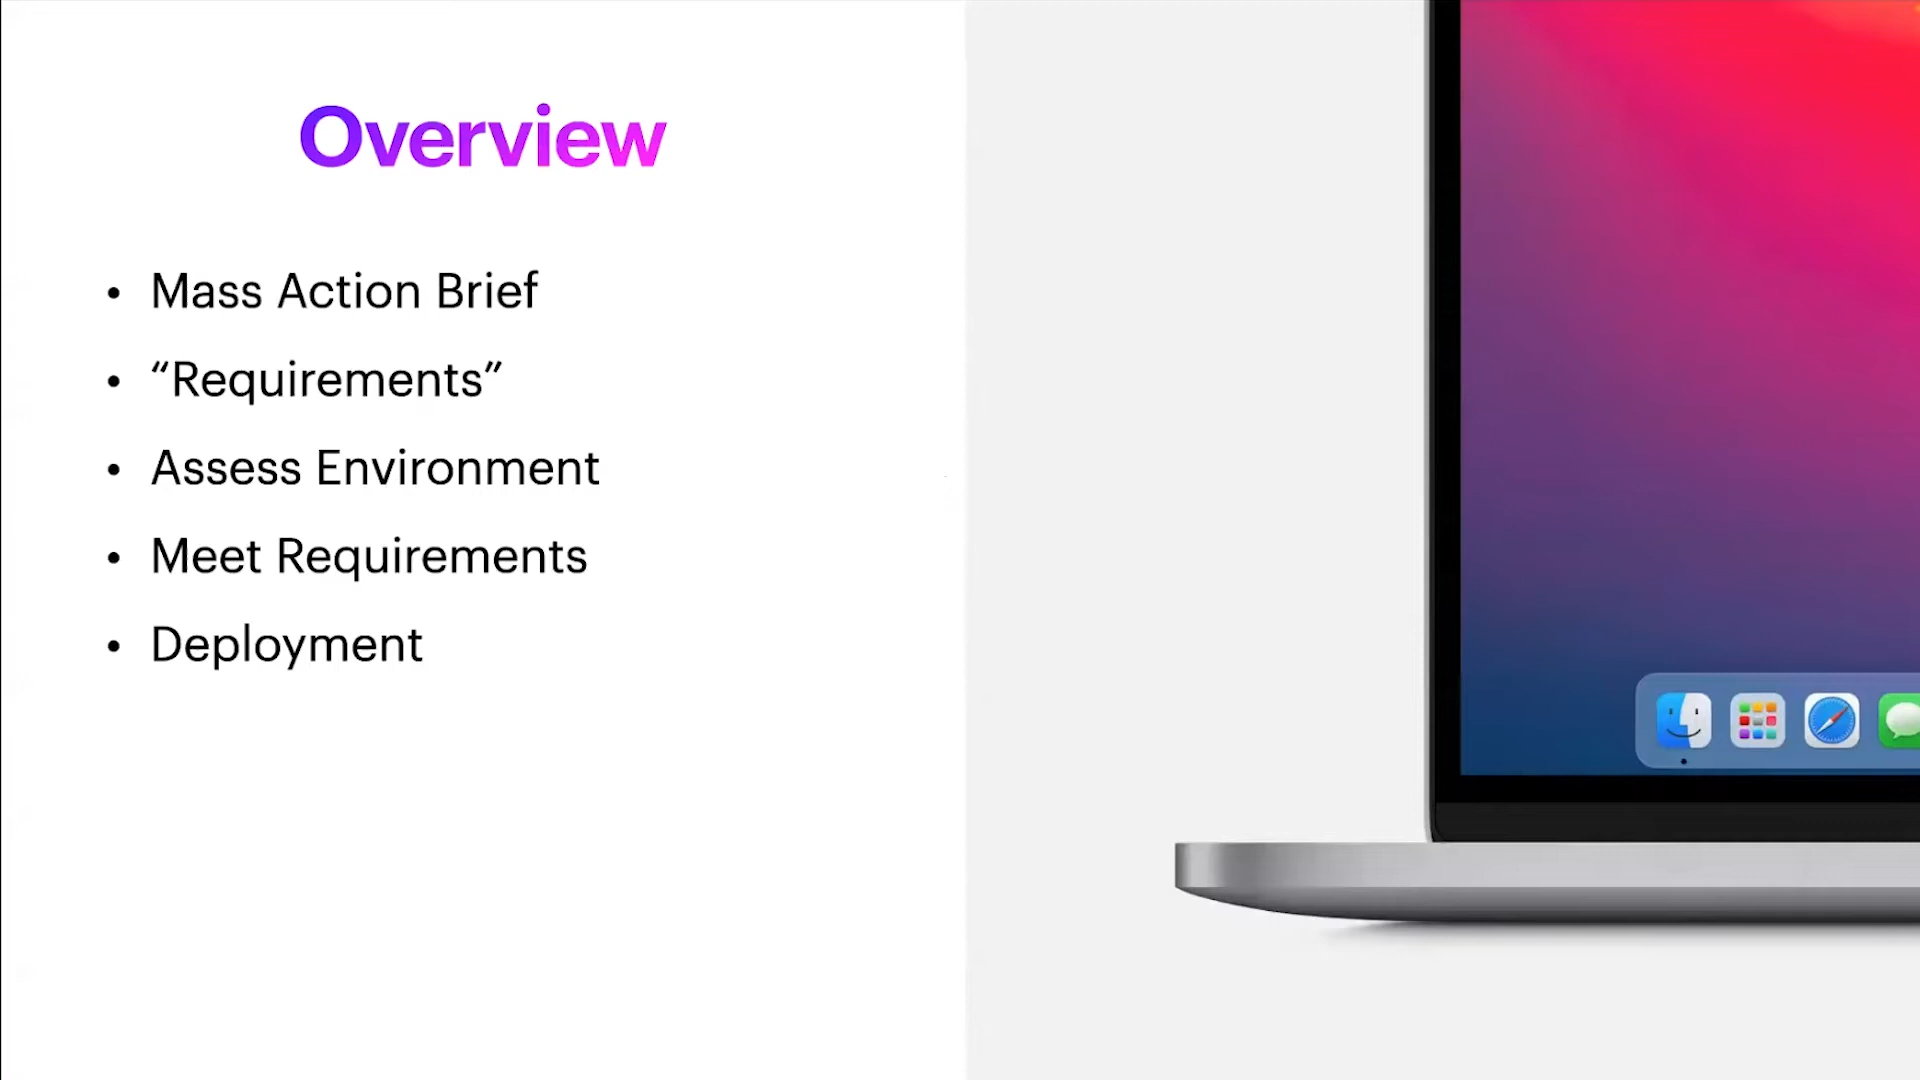 Overview
• Mass Action Brief
• “Requirements”
• Assess Environment
• Meet Requirements
• Deployment